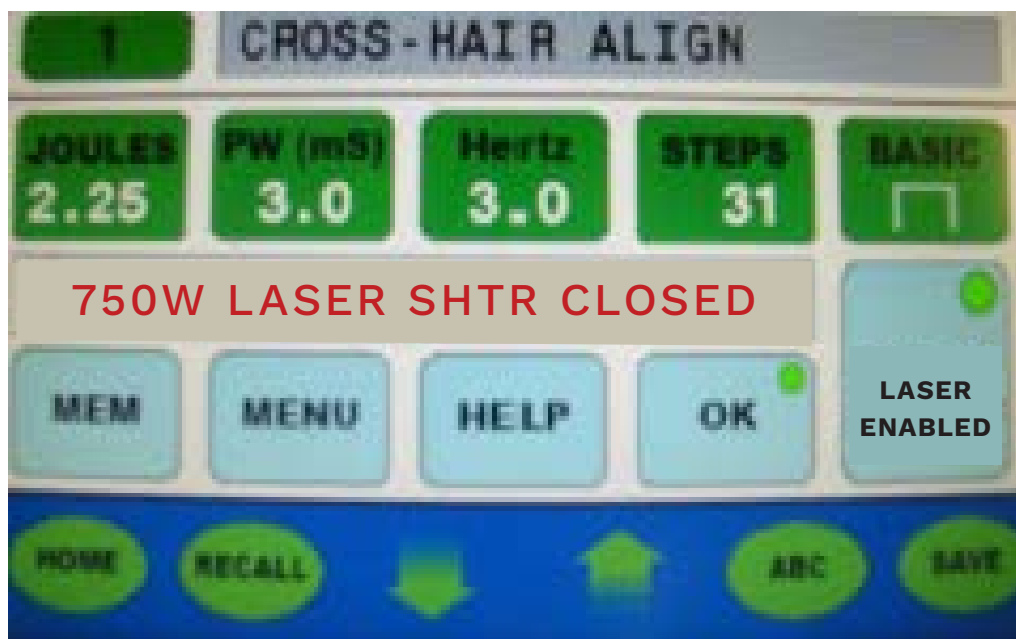 1 CROSS-HAIR ALIGN
JOULES PW (mS) Hertz STEPS BASIC
2.25 3.0 3.0 31
750W LASER SHTR CLOSED
MEM MENU HELP OK LASER
ENABLED
HOME RECALL ABC SAVE